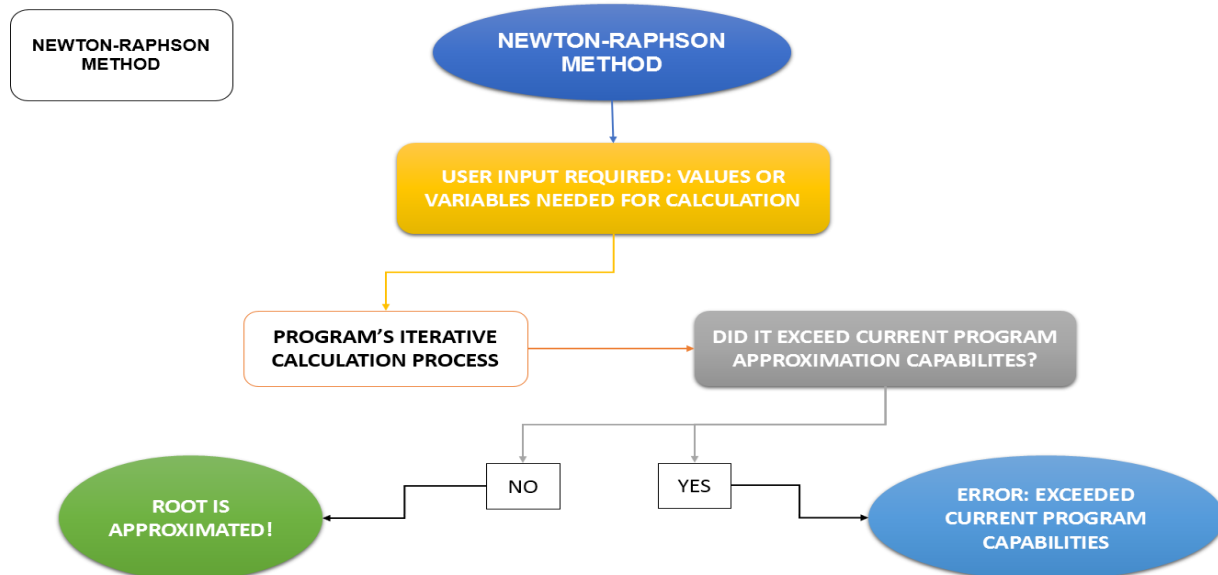 NEWTON-RAPHSON
METHOD
NEWTON-RAPHSON
METHOD
USER INPUT REQUIRED: VALUES OR
VARIABLES NEEDED FOR CALCULATION
PROGRAM’S ITERATIVE
CALCULATION PROCESS
DID IT EXCEED CURRENT PROGRAM
APPROXIMATION CAPABILITES?
NO
YES
ROOT IS
APPROXIMATED!
ERROR: EXCEEDED
CURRENT PROGRAM
CAPABILITIES